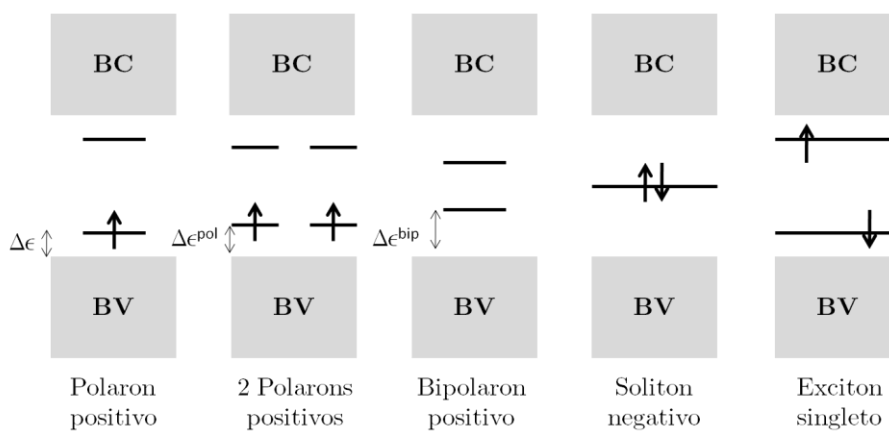 BC BC BC BC BC
Δϵ Δϵ^pol Δϵ^bip
BV BV BV BV BV
Polaron 2 Polarons Bipolaron Soliton Exciton
positivo positivos positivo negativo singleto